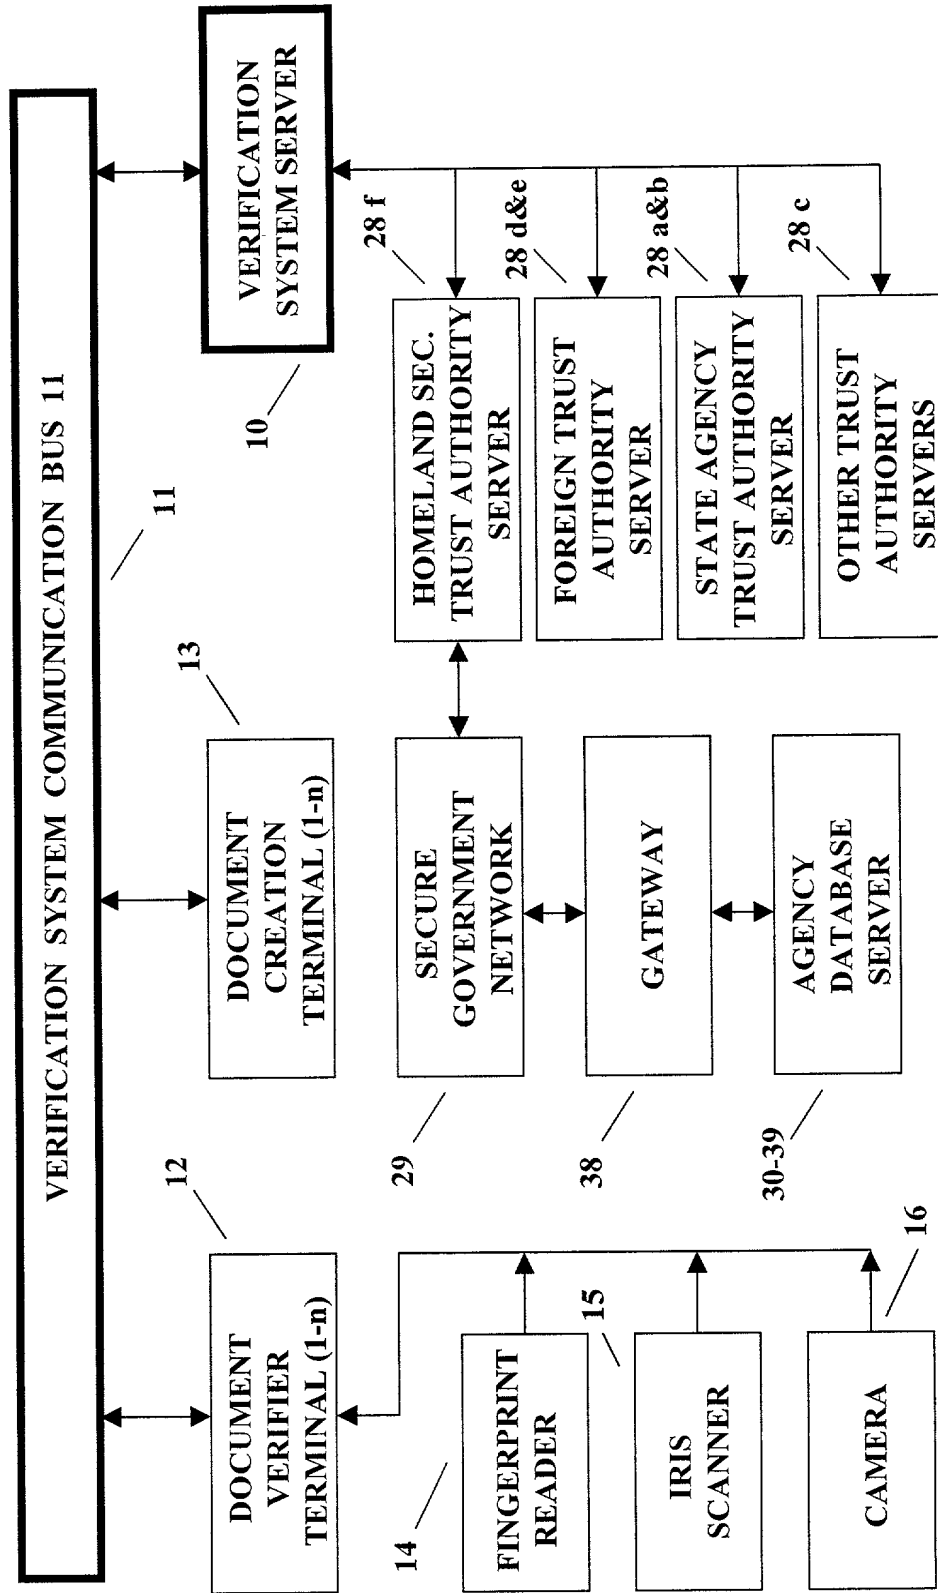 VERIFICATION SYSTEM COMMUNICATION BUS 11
11
12
13
DOCUMENT
VERIFIER
TERMINAL (1-n)
DOCUMENT
CREATION
TERMINAL (1-n)
VERIFICATION
SYSTEM SERVER
10
14
FINGERPRINT
READER
15
IRIS
SCANNER
16
CAMERA
29
SECURE
GOVERNMENT
NETWORK
38
GATEWAY
30-39
AGENCY
DATABASE
SERVER
28 f
HOMELAND SEC.
TRUST AUTHORITY
SERVER
28 d&e
FOREIGN TRUST
AUTHORITY
SERVER
28 a&b
STATE AGENCY
TRUST AUTHORITY
SERVER
28 c
OTHER TRUST
AUTHORITY
SERVERS